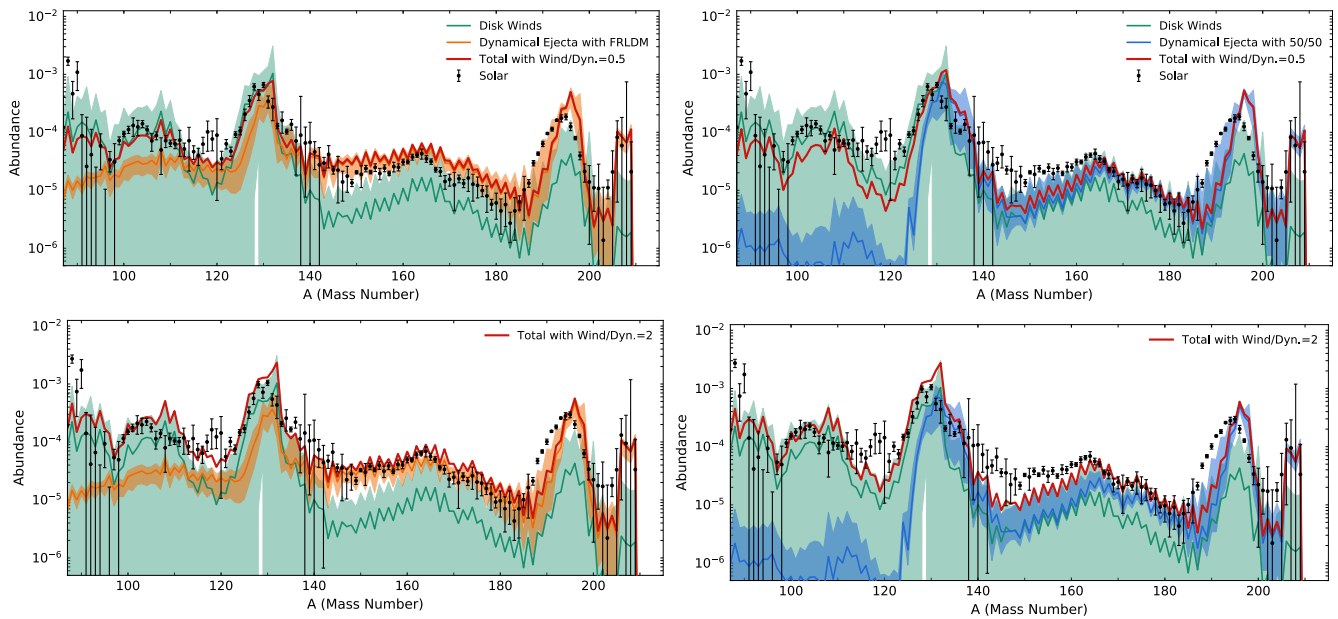 10⁻²
10⁻³
10⁻⁴
10⁻⁵
10⁻⁶
Abundance
Disk Winds
Dynamical Ejecta with FRLDM
Total with Wind/Dyn.=0.5
Solar
100 120 140 160 180 200
A (Mass Number)
10⁻²
10⁻³
10⁻⁴
10⁻⁵
10⁻⁶
Abundance
Disk Winds
Dynamical Ejecta with 50/50
Total with Wind/Dyn.=0.5
Solar
100 120 140 160 180 200
A (Mass Number)
10⁻²
10⁻³
10⁻⁴
10⁻⁵
10⁻⁶
Abundance
Total with Wind/Dyn.=2
100 120 140 160 180 200
A (Mass Number)
10⁻²
10⁻³
10⁻⁴
10⁻⁵
10⁻⁶
Abundance
Total with Wind/Dyn.=2
100 120 140 160 180 200
A (Mass Number)